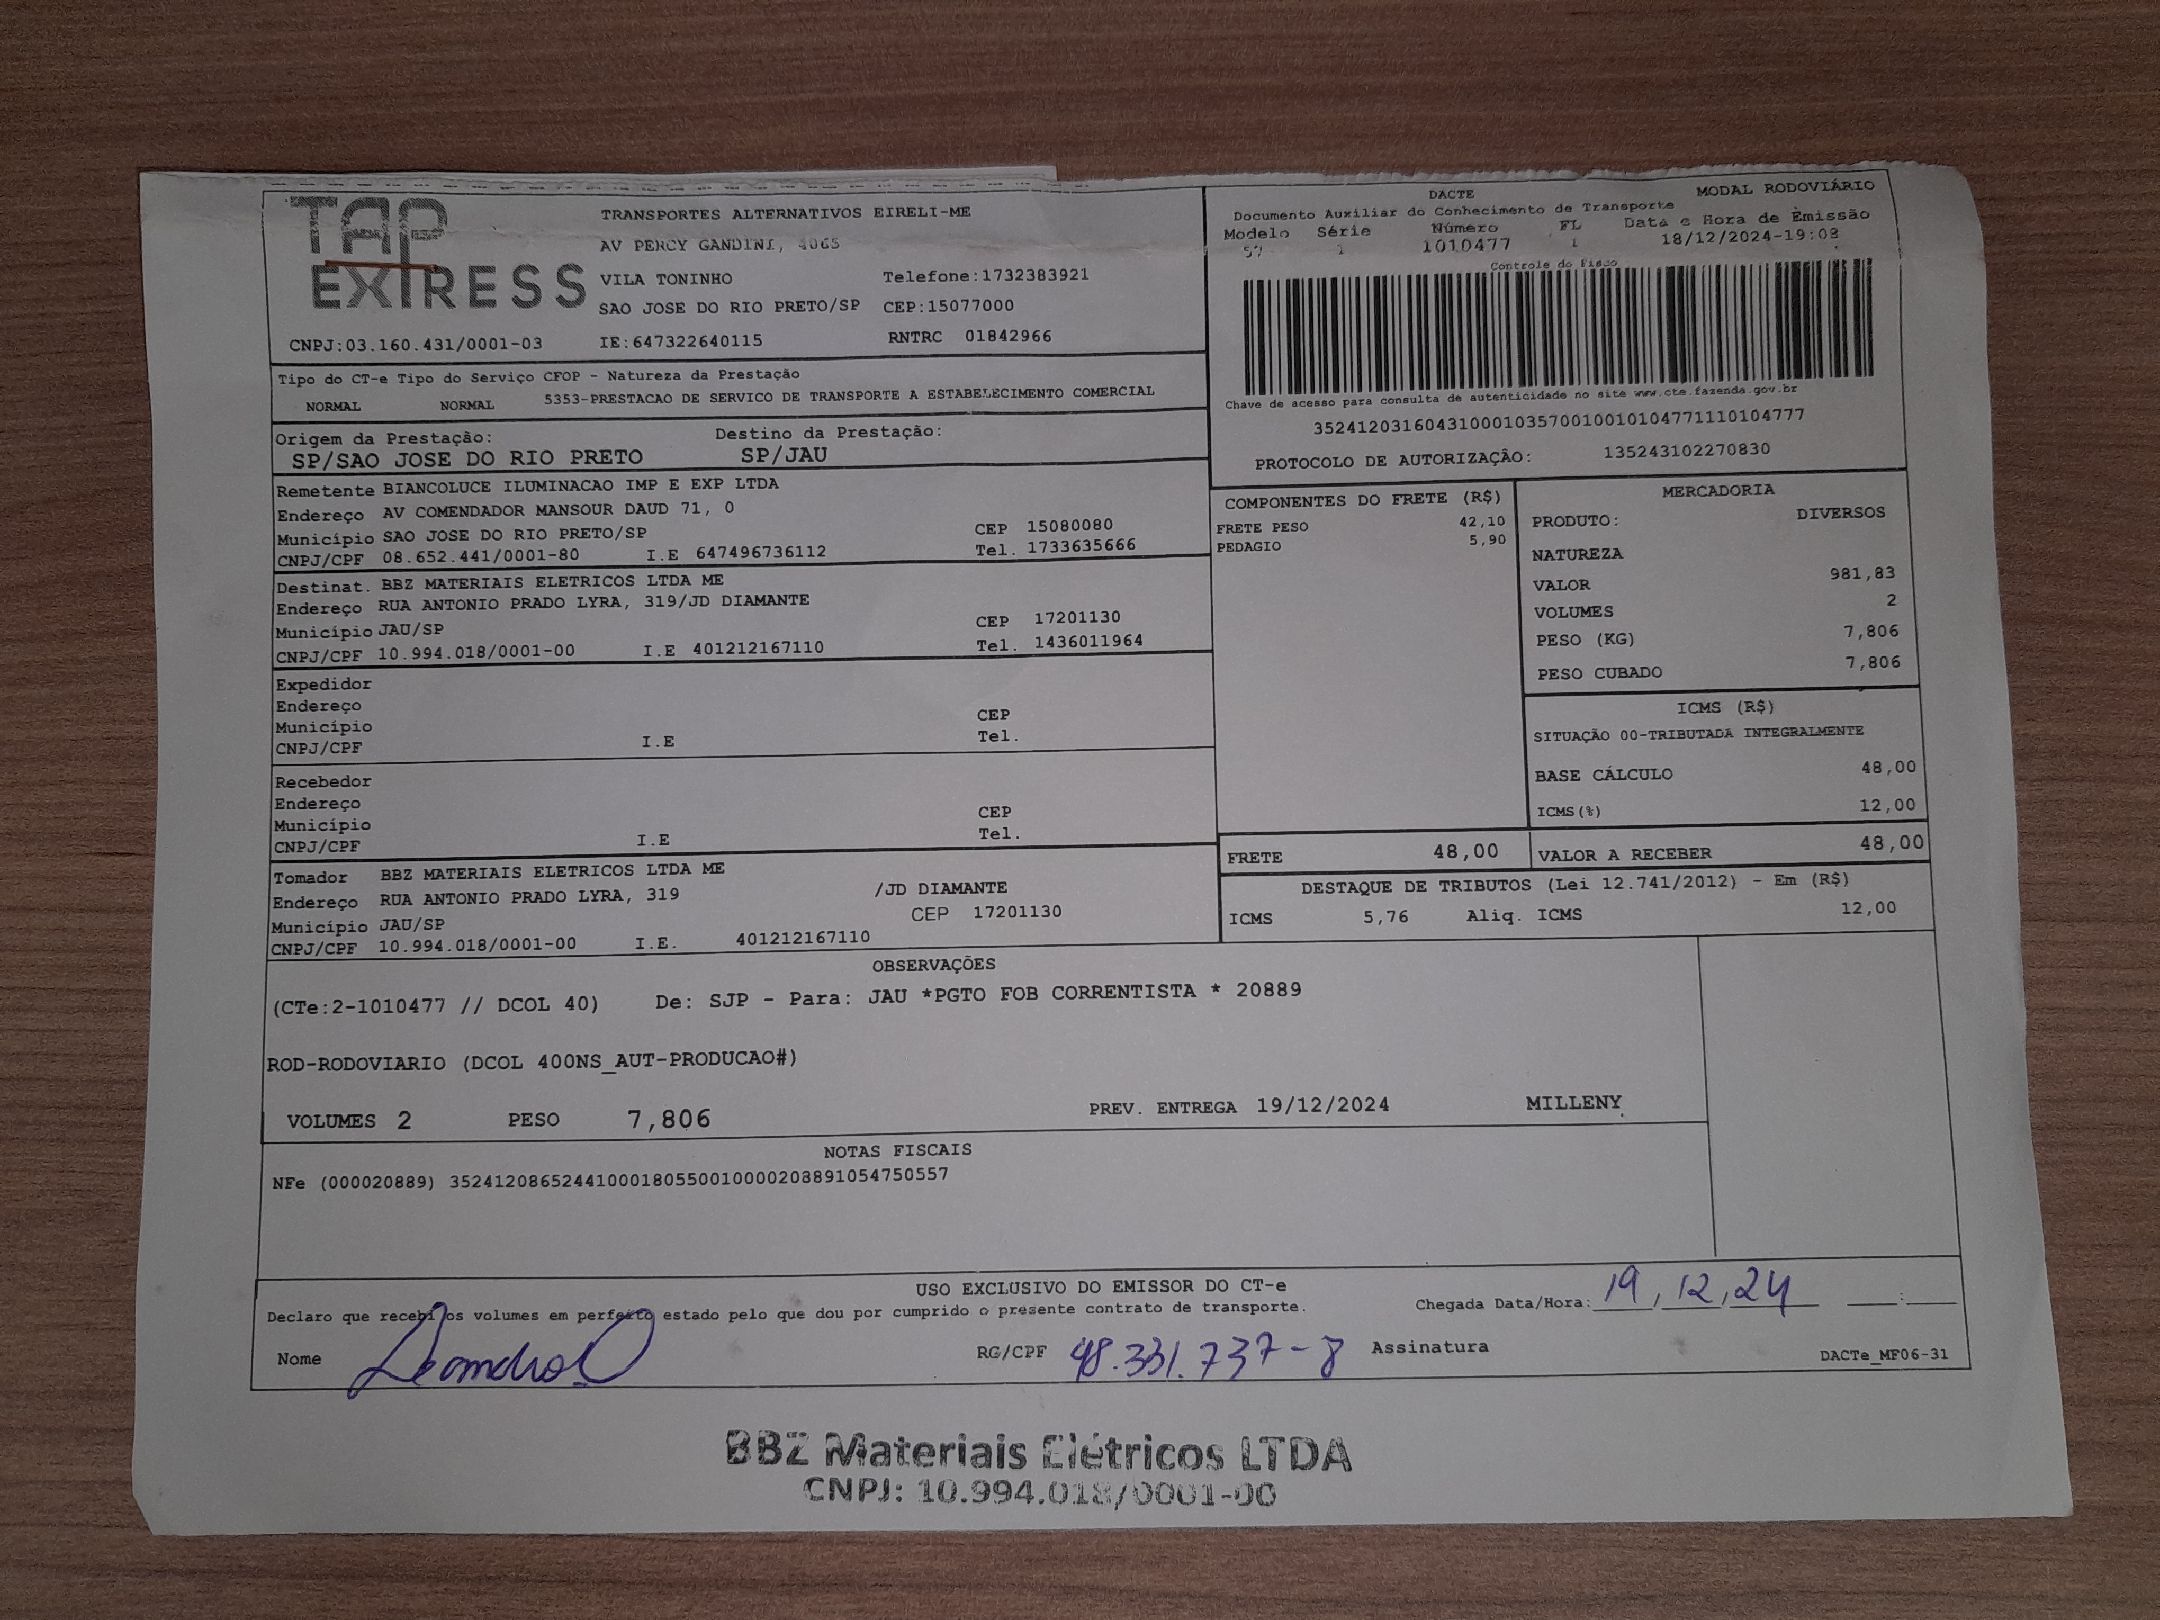 TAP EXPRESS
TRANSPORTES ALTERNATIVOS EIRELI-ME
AV PERCY GANDINI, 4065
VILA TONINHO Telefone:1732383921
SAO JOSE DO RIO PRETO/SP CEP:15077000
CNPJ:03.160.431/0001-03 IE:647322640115 RNTRC 01842966
DACTE MODAL RODOVIÁRIO
Documento Auxiliar do Conhecimento de Transporte
Modelo Série Número FL Data e Hora de Emissão
57 1 1010477 1 18/12/2024-19:08
Controle do Fisco
Chave de acesso para consulta de autenticidade no site www.cte.fazenda.gov.br
35241203160431000103570010010104771110104777
PROTOCOLO DE AUTORIZAÇÃO: 135243102270830
Tipo do CT-e Tipo do Serviço CFOP - Natureza da Prestação
NORMAL NORMAL 5353-PRESTACAO DE SERVICO DE TRANSPORTE A ESTABELECIMENTO COMERCIAL
Origem da Prestação: Destino da Prestação:
SP/SAO JOSE DO RIO PRETO SP/JAU
Remetente BIANCOLUCE ILUMINACAO IMP E EXP LTDA
Endereço AV COMENDADOR MANSOUR DAUD 71, 0
Município SAO JOSE DO RIO PRETO/SP CEP 15080080
CNPJ/CPF 08.652.441/0001-80 I.E 647496736112 Tel. 1733635666
Destinat. BBZ MATERIAIS ELETRICOS LTDA ME
Endereço RUA ANTONIO PRADO LYRA, 319/JD DIAMANTE
Município JAU/SP CEP 17201130
CNPJ/CPF 10.994.018/0001-00 I.E 401212167110 Tel. 1436011964
Expedidor
Endereço
Município CEP
CNPJ/CPF I.E Tel.
Recebedor
Endereço
Município CEP
CNPJ/CPF I.E Tel.
Tomador BBZ MATERIAIS ELETRICOS LTDA ME
Endereço RUA ANTONIO PRADO LYRA, 319 /JD DIAMANTE
Município JAU/SP CEP 17201130
CNPJ/CPF 10.994.018/0001-00 I.E. 401212167110
COMPONENTES DO FRETE (R$)
FRETE PESO 42,10
PEDAGIO 5,90
MERCADORIA
PRODUTO: DIVERSOS
NATUREZA
VALOR 981,83
VOLUMES 2
PESO (KG) 7,806
PESO CUBADO 7,806
ICMS (R$)
SITUAÇÃO 00-TRIBUTADA INTEGRALMENTE
BASE CÁLCULO 48,00
ICMS(%) 12,00
FRETE 48,00 VALOR A RECEBER 48,00
DESTAQUE DE TRIBUTOS (Lei 12.741/2012) - Em (R$)
ICMS 5,76 Aliq. ICMS 12,00
OBSERVAÇÕES
(CTe:2-1010477 // DCOL 40) De: SJP - Para: JAU *PGTO FOB CORRENTISTA * 20889
ROD-RODOVIARIO (DCOL 400NS_AUT-PRODUCAO#)
VOLUMES 2 PESO 7,806 PREV. ENTREGA 19/12/2024 MILLENY
NOTAS FISCAIS
NFe (000020889) 35241208652441000180550010000208891054750557
USO EXCLUSIVO DO EMISSOR DO CT-e
Declaro que recebi os volumes em perfeito estado pelo que dou por cumprido o presente contrato de transporte. Chegada Data/Hora: 19,12,24 :
Nome Leandro RG/CPF 48.331.737-8 Assinatura
DACTe_MF06-31
BBZ Materiais Elétricos LTDA
CNPJ: 10.994.018/0001-00